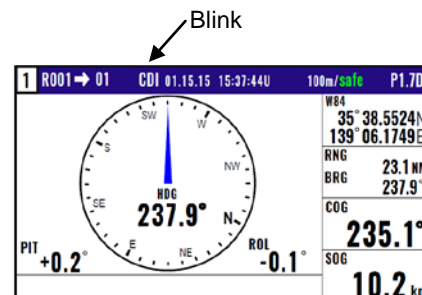 Blink
1 R001➡ 01 CDI 01.15.15 15:37:44U 100m/safe P1.7D
W84
35°38.5524N
139°06.1749E
RNG 23.1 NM
BRG 237.9°
COG
235.1°
SOG
10.2
SW W NW N NE E SE S
HDG
237.9°
PIT
+0.2°
ROL
-0.1°